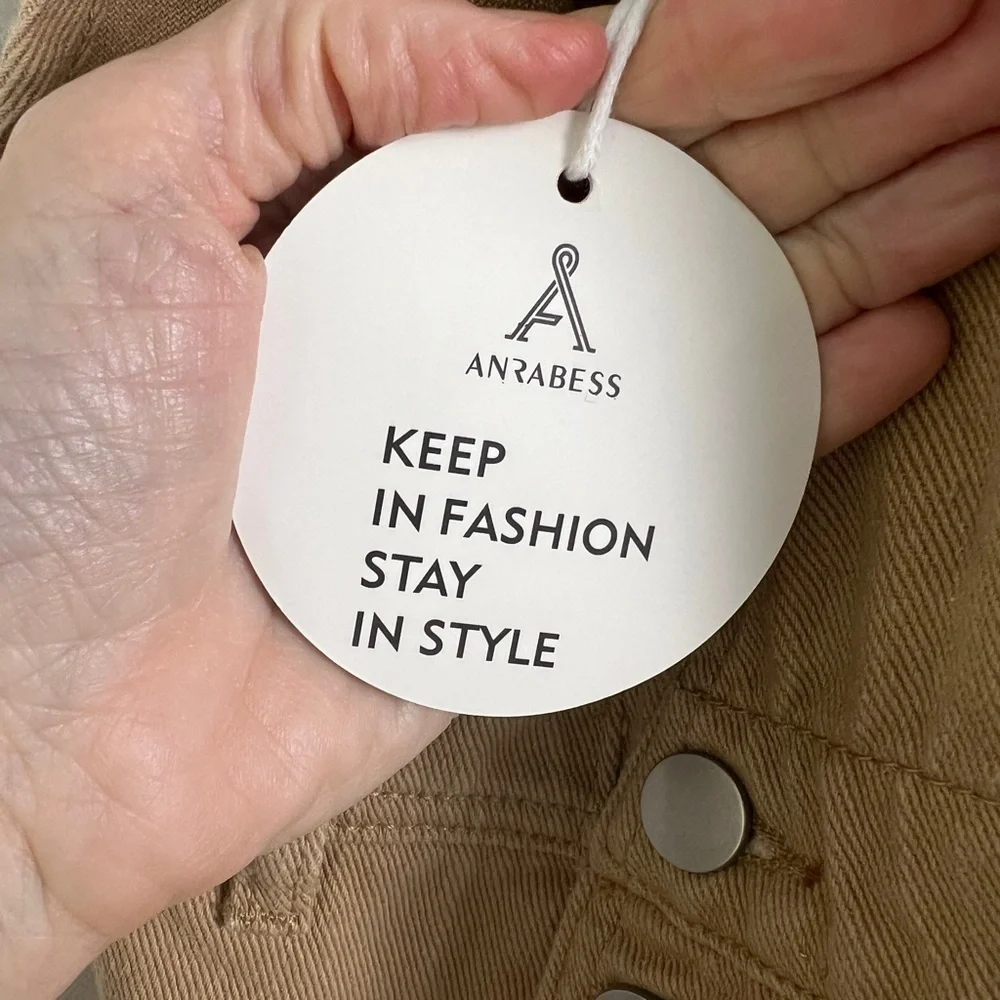 ANRABESS
KEEP
IN FASHION
STAY
IN STYLE